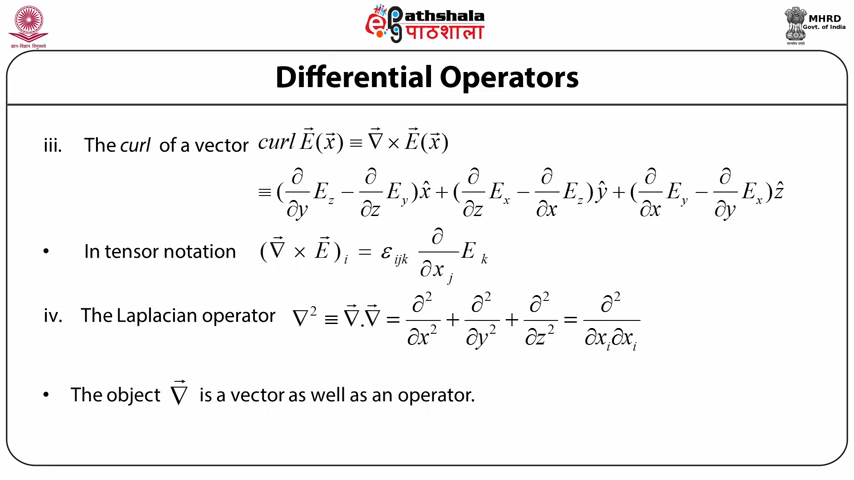 ePathshala
पाठशाला
MHRD
Govt. of India
Differential Operators
iii. The curl of a vector curl E⃗(x⃗) ≡ ∇⃗ × E⃗(x⃗)
≡ (∂/∂y E_z − ∂/∂z E_y)x̂ + (∂/∂z E_x − ∂/∂x E_z)ŷ + (∂/∂x E_y − ∂/∂y E_x)ẑ
• In tensor notation (∇⃗ × E⃗)_i = ε_ijk ∂/∂x_j E_k
iv. The Laplacian operator ∇² ≡ ∇⃗.∇⃗ = ∂²/∂x² + ∂²/∂y² + ∂²/∂z² = ∂²/∂x_i∂x_i
• The object ∇⃗ is a vector as well as an operator.